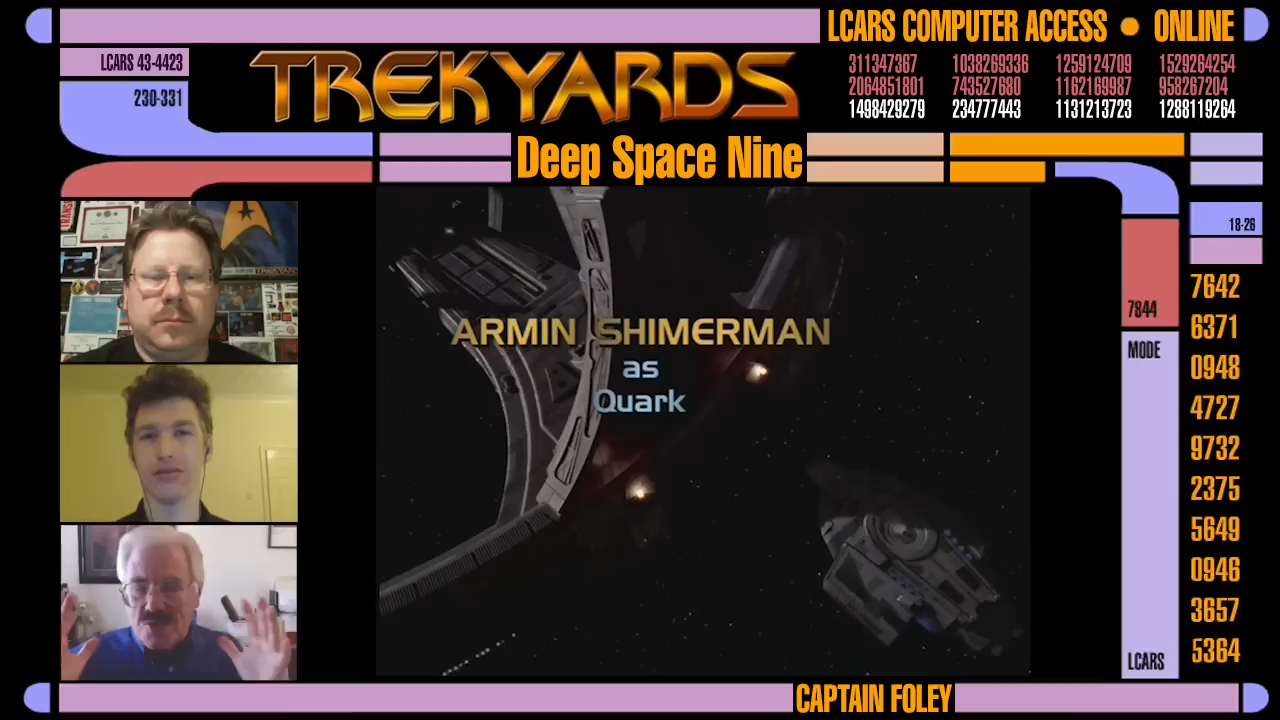 LCARS COMPUTER ACCESS • ONLINE
LCARS 43-4423
230-331
TREKYARDS
311347367 1038269336 1259124709 1529264254
2064851801 743527680 1162169987 958267204
1498429279 234777443 1131213723 1288119264
Deep Space Nine
ARMIN SHIMERMAN
as
Quark
18-26
7844
MODE
LCARS
7642
6371
0948
4727
9732
2375
5649
0946
3657
5364
CAPTAIN FOLEY